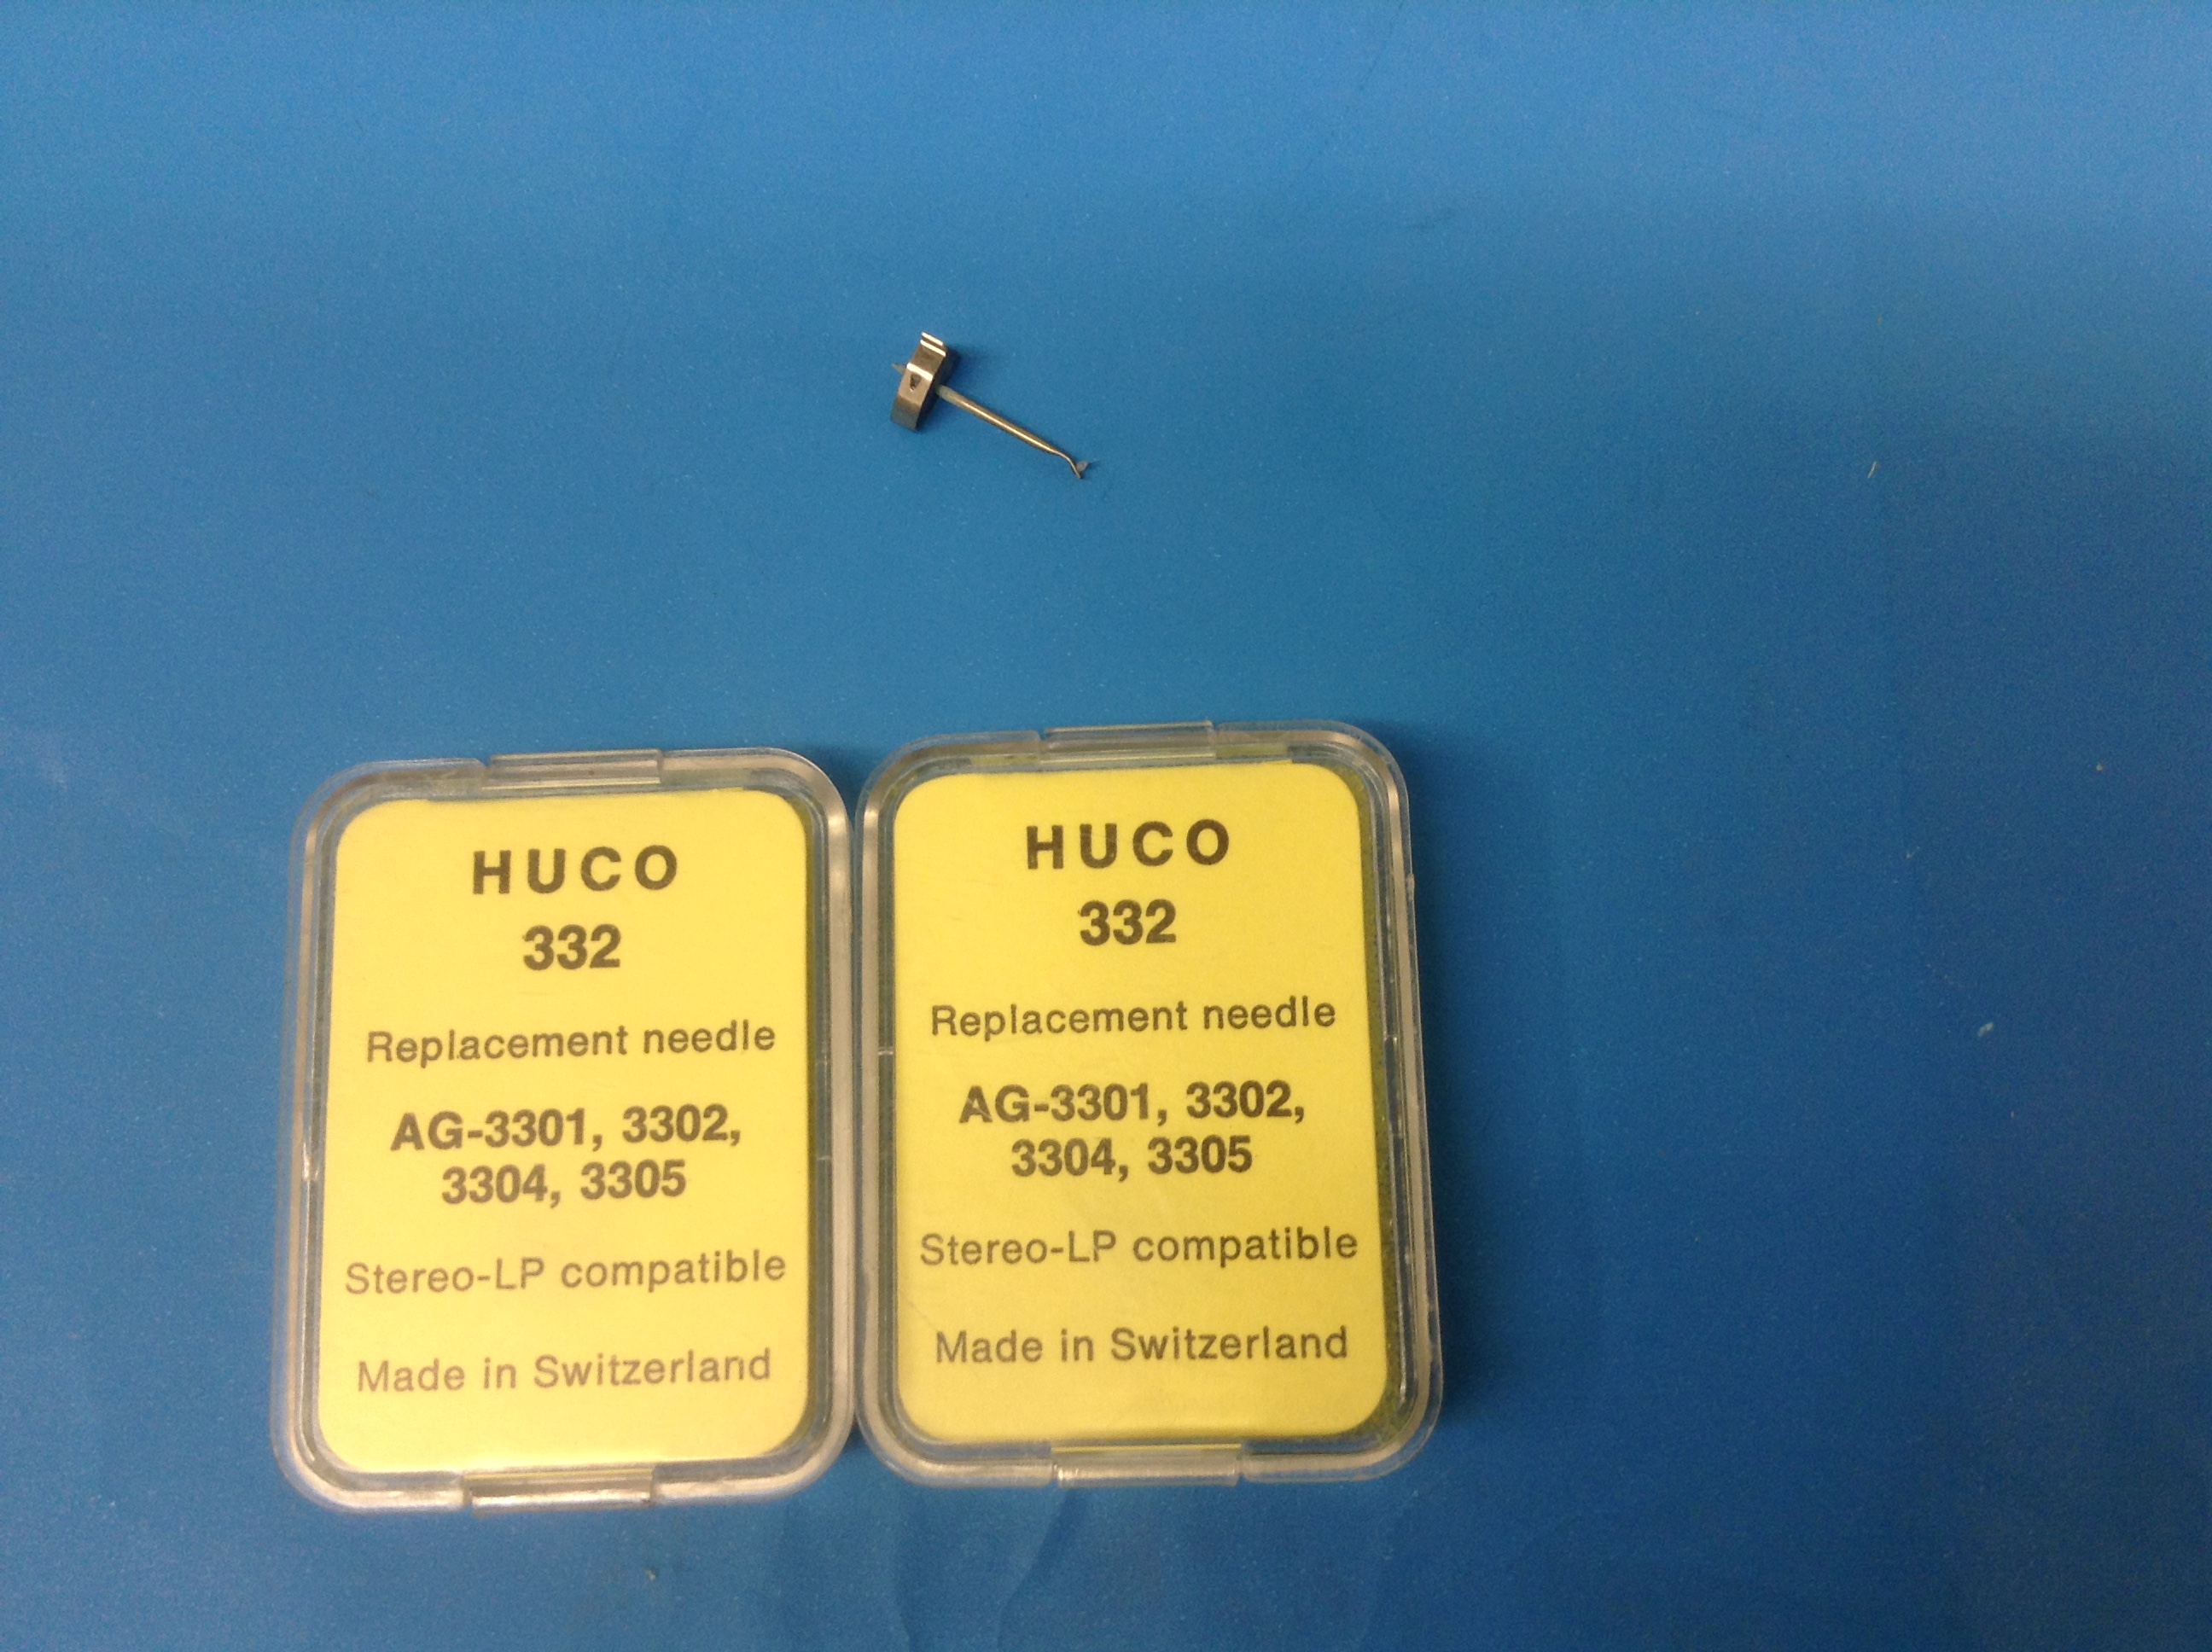 HUCO
332
Replacement needle
AG-3301, 3302,
3304, 3305
Stereo-LP compatible
Made in Switzerland
HUCO
332
Replacement needle
AG-3301, 3302,
3304, 3305
Stereo-LP compatible
Made in Switzerland